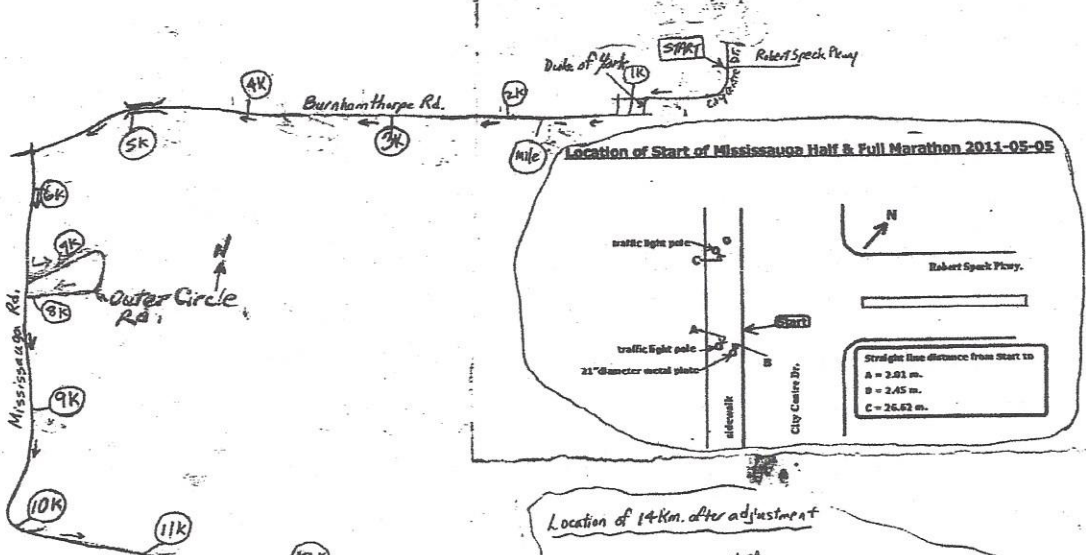 START
Robert Speck Pkwy
City Centre Dr.
Duke of York
1K
2K
mile
Burnhamthorpe Rd.
3K
4K
5K
6K
Mississauga Rd.
Outer Circle
Rd.
N
8K
9K
10K
11K
Location of Start of Mississauga Half & Full Marathon 2011-05-05
N
traffic light pole
C
Robert Speck Pkwy.
Start
A
traffic light pole
21" diameter metal plate
B
sidewalk
City Centre Dr.
Straight line distance from Start to
A = 2.01 m.
B = 2.45 m.
C = 26.62 m.
Location of 14Km. after adjustment